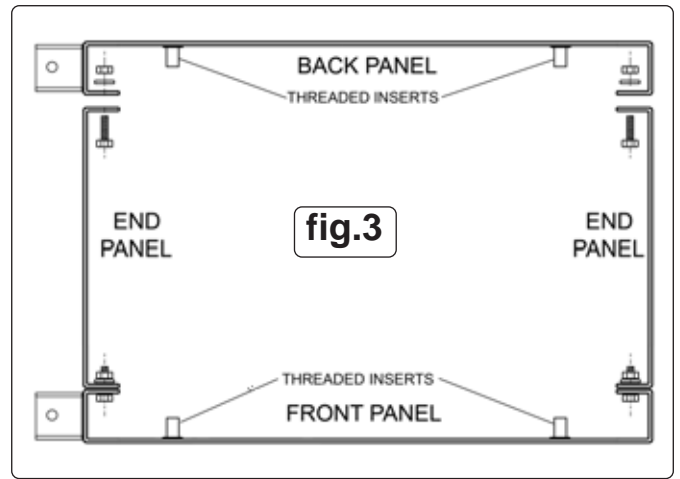 BACK PANEL
THREADED INSERTS
END
PANEL
fig.3
END
PANEL
THREADED INSERTS
FRONT PANEL